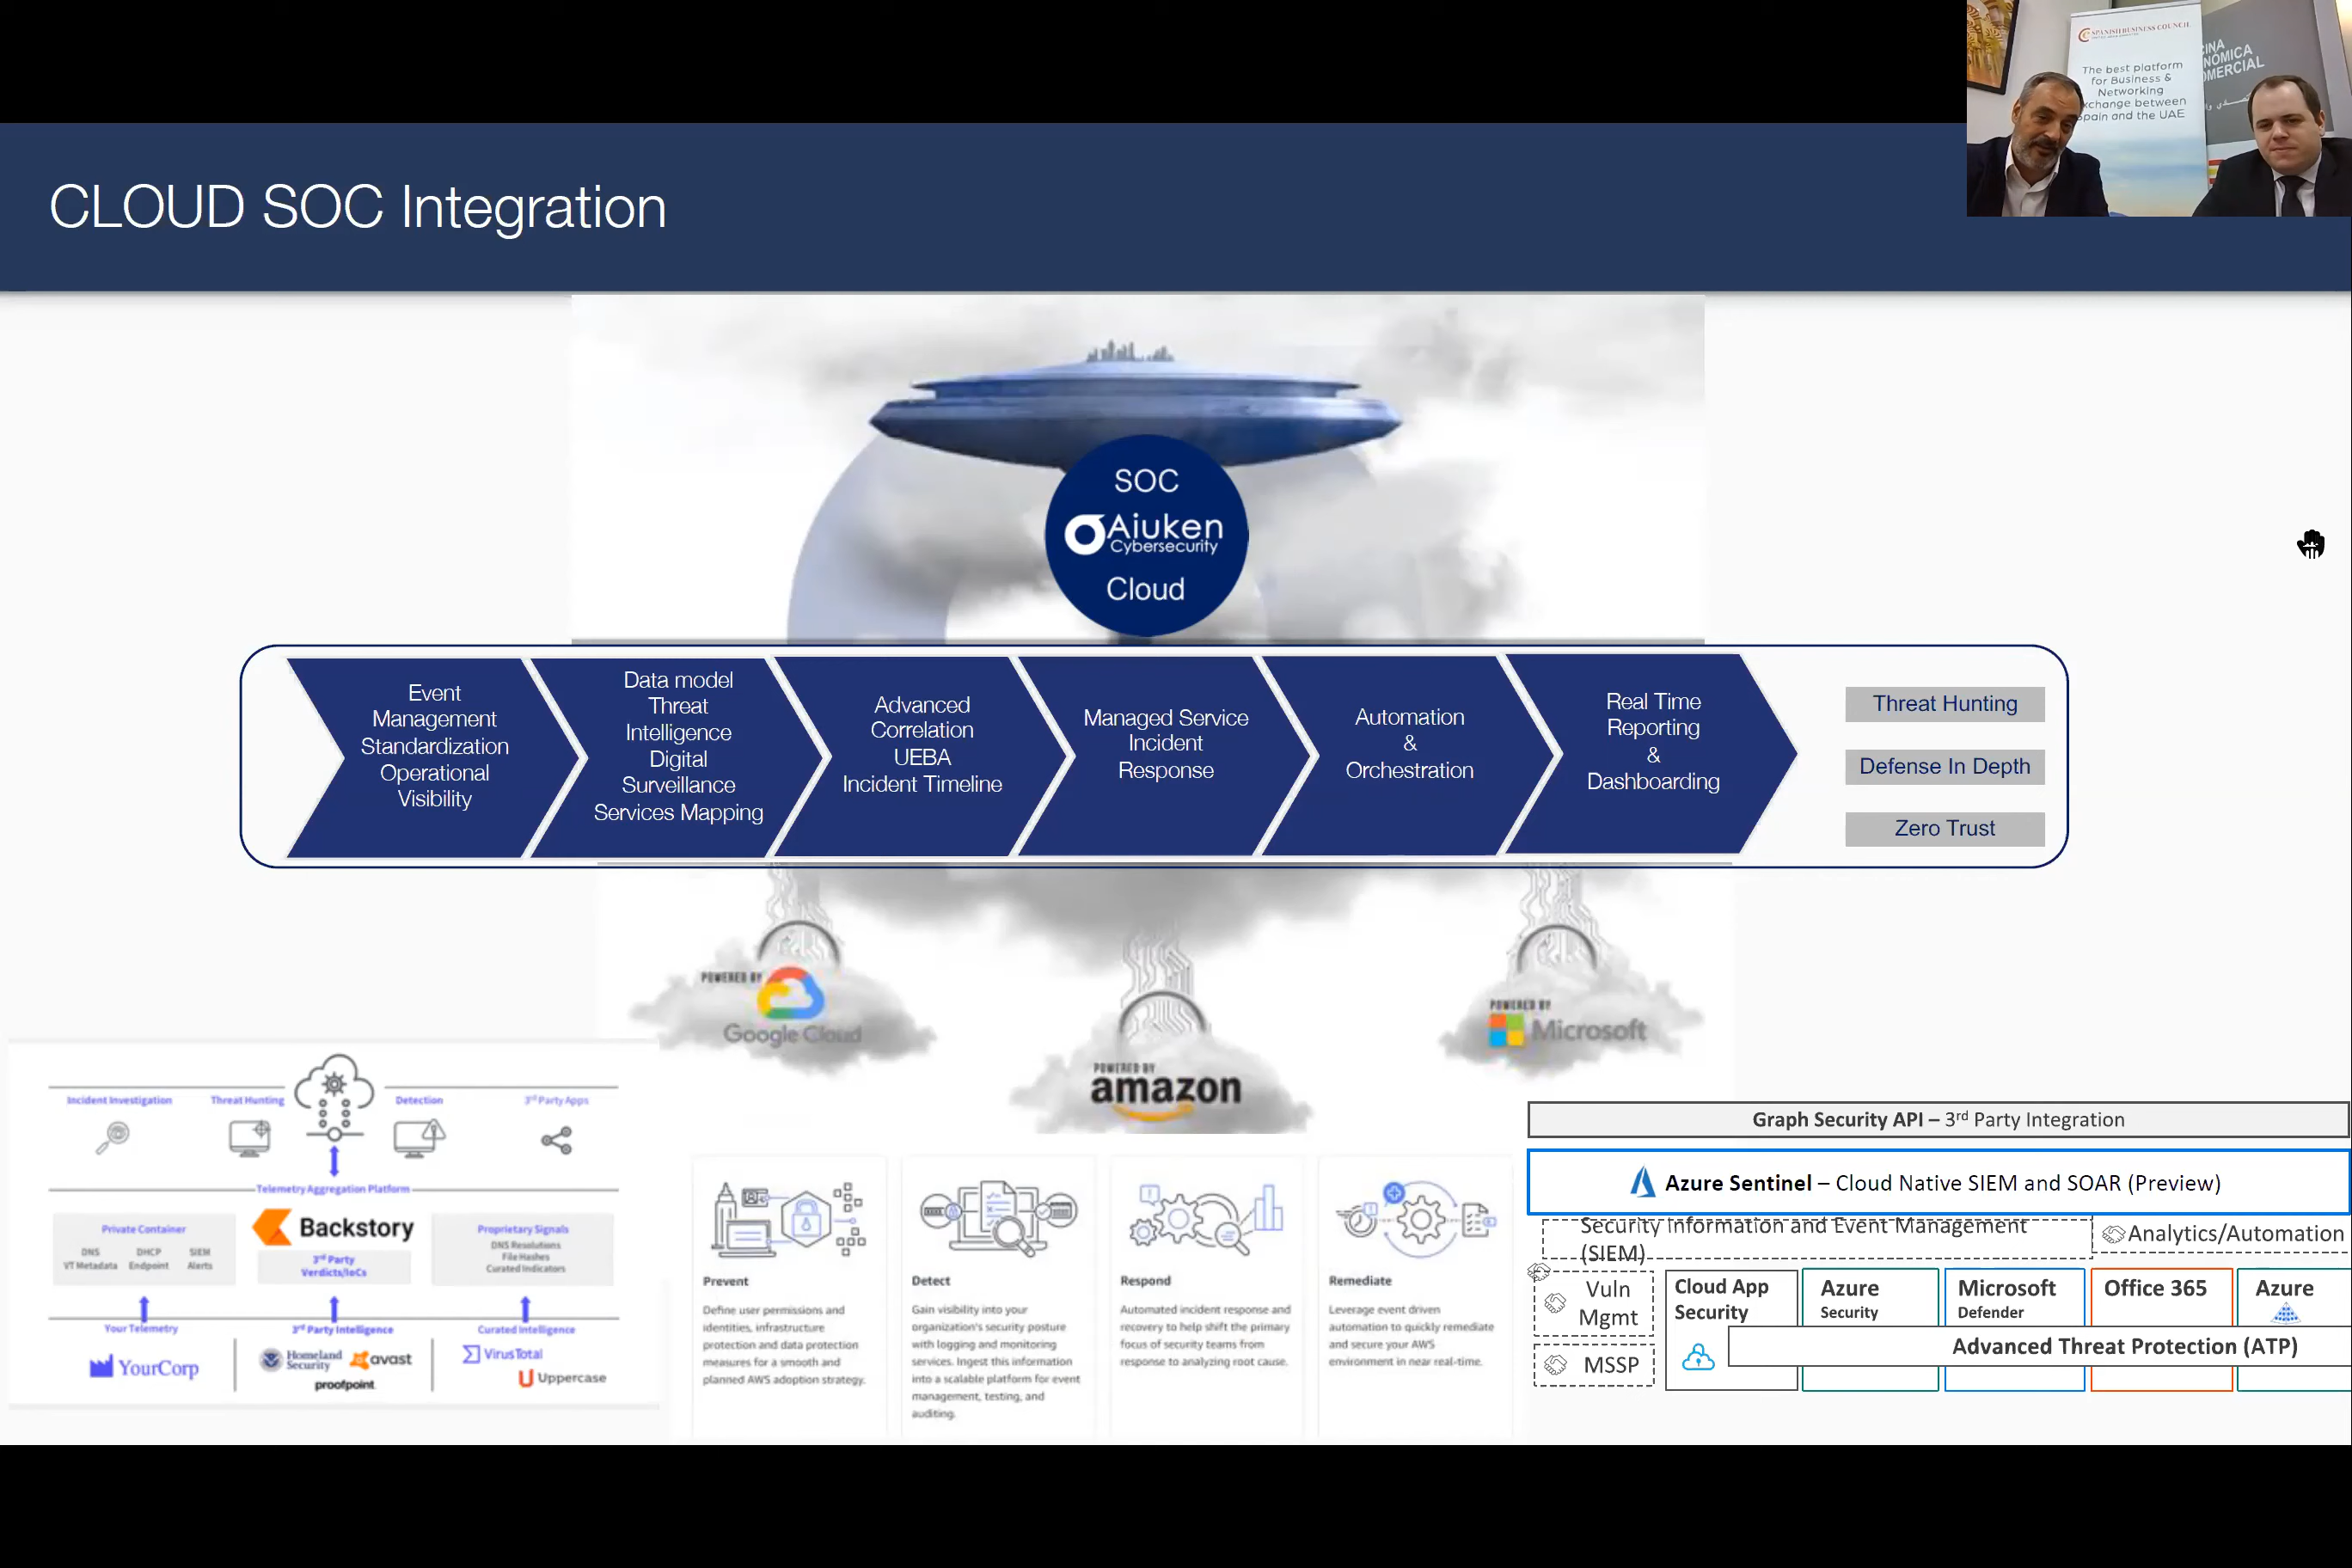 SPANISH BUSINESS COUNCIL
The best platform
for Business &
Networking
xchange between
pain and the UAE
INA
NÓMICA
OMERCIAL
CLOUD SOC Integration
SOC
Aiuken
Cybersecurity
Cloud
Event
Management
Standardization
Operational
Visibility
Data model
Threat
Intelligence
Digital
Surveillance
Services Mapping
Advanced
Correlation
UEBA
Incident Timeline
Managed Service
Incident
Response
Automation
&
Orchestration
Real Time
Reporting
&
Dashboarding
Threat Hunting
Defense In Depth
Zero Trust
POWERED BY
Google Cloud
POWERED BY
amazon
POWERED BY
Microsoft
Incident Investigation
Threat Hunting
Detection
3rd Party Apps
Telemetry Aggregation Platform
Private Container
DNS DHCP SIEM
VT Metadata Endpoint Alerts
Backstory
3rd Party
Verdicts/IoCs
Proprietary Signals
DNS Resolutions
File Hashes
Curated Indicators
Your Telemetry
YourCorp
3rd Party Intelligence
Homeland
Security
avast
proofpoint
Curated Intelligence
VirusTotal
Uppercase
Prevent
Define user permissions and
identities, infrastructure
protection and data protection
measures for a smooth and
planned AWS adoption strategy.
Detect
Gain visibility into your
organization's security posture
with logging and monitoring
services. Ingest this information
into a scalable platform for event
management, testing, and
auditing.
Respond
Automated incident response and
recovery to help shift the primary
focus of security teams from
response to analyzing root cause.
Remediate
Leverage event driven
automation to quickly remediate
and secure your AWS
environment in near real-time.
Graph Security API – 3rd Party Integration
Azure Sentinel – Cloud Native SIEM and SOAR (Preview)
Security Information and Event Management
(SIEM)
Analytics/Automation
Vuln
Mgmt
MSSP
Cloud App
Security
Azure
Security
Microsoft
Defender
Office 365
Azure
Advanced Threat Protection (ATP)